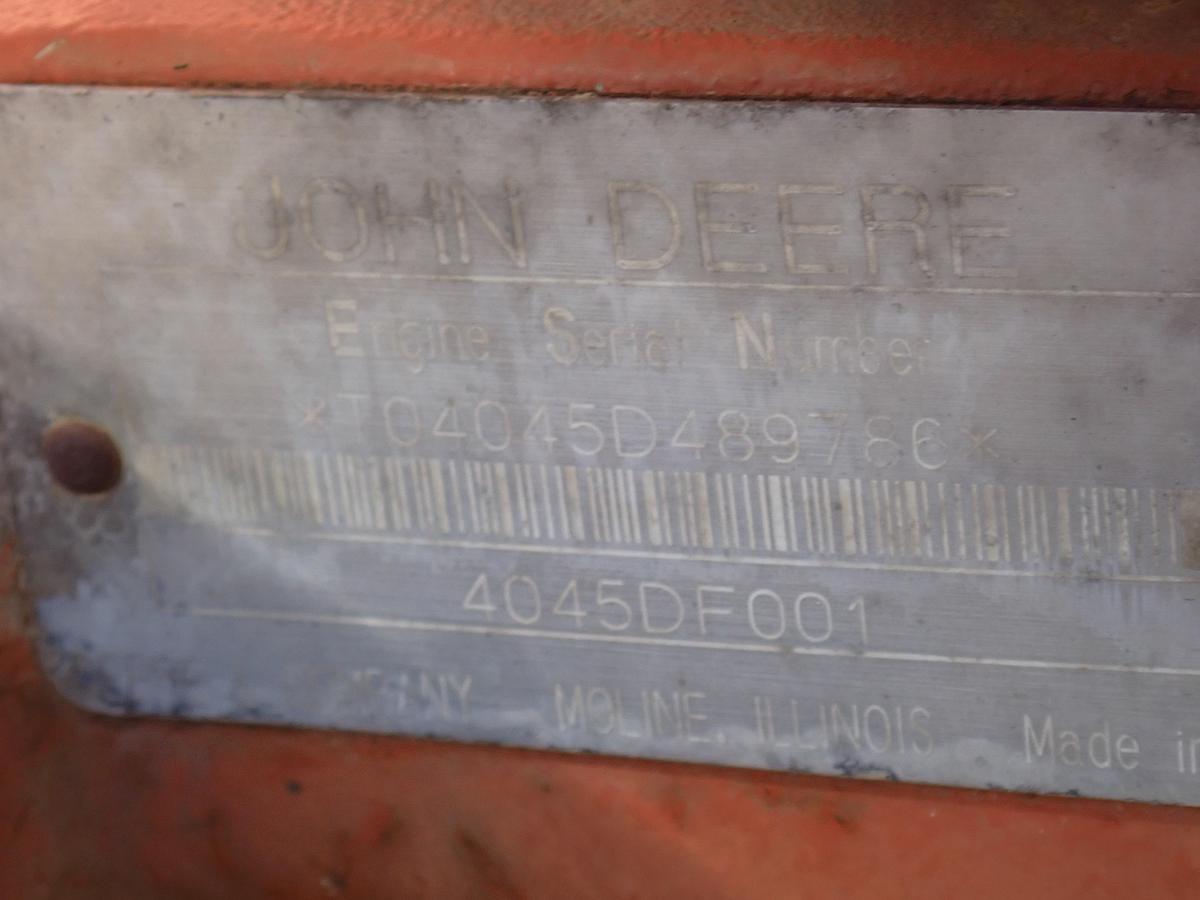 JOHN DEERE
Engine Serial Number
*T04045D489786*
4045DF001
MOLINE, ILLINOIS Made in